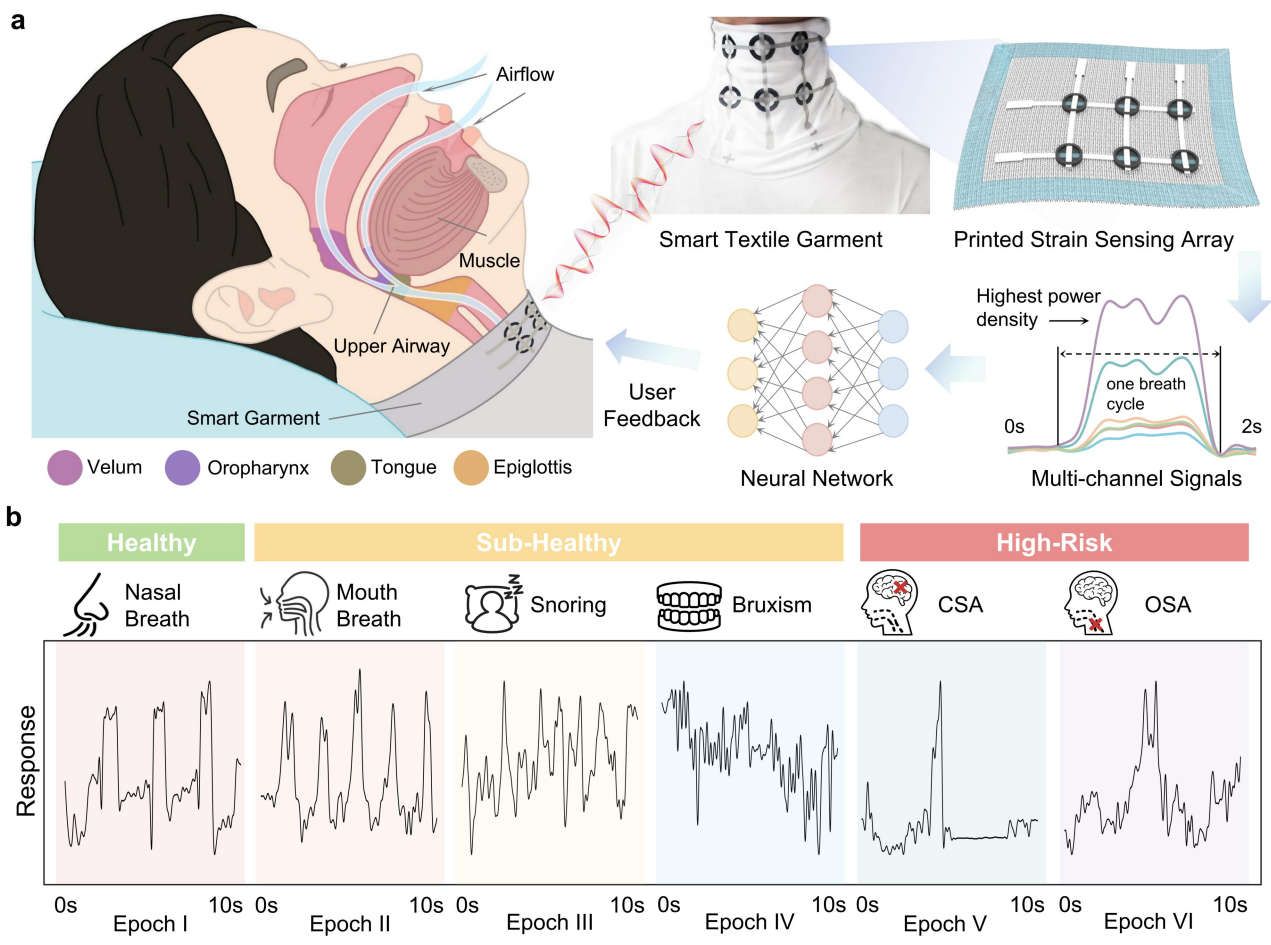 a
Airflow
Muscle
Upper Airway
Smart Garment
Velum
Oropharynx
Tongue
Epiglottis
Smart Textile Garment
Printed Strain Sensing Array
Highest power
density
one breath
cycle
0s
2s
Multi-channel Signals
Neural Network
User
Feedback
b
Healthy
Sub-Healthy
High-Risk
Nasal
Breath
Mouth
Breath
z
z
z
Snoring
Bruxism
CSA
OSA
Response
0s
10s
Epoch I
0s
10s
Epoch II
0s
10s
Epoch III
0s
10s
Epoch IV
0s
10s
Epoch V
0s
10s
Epoch VI